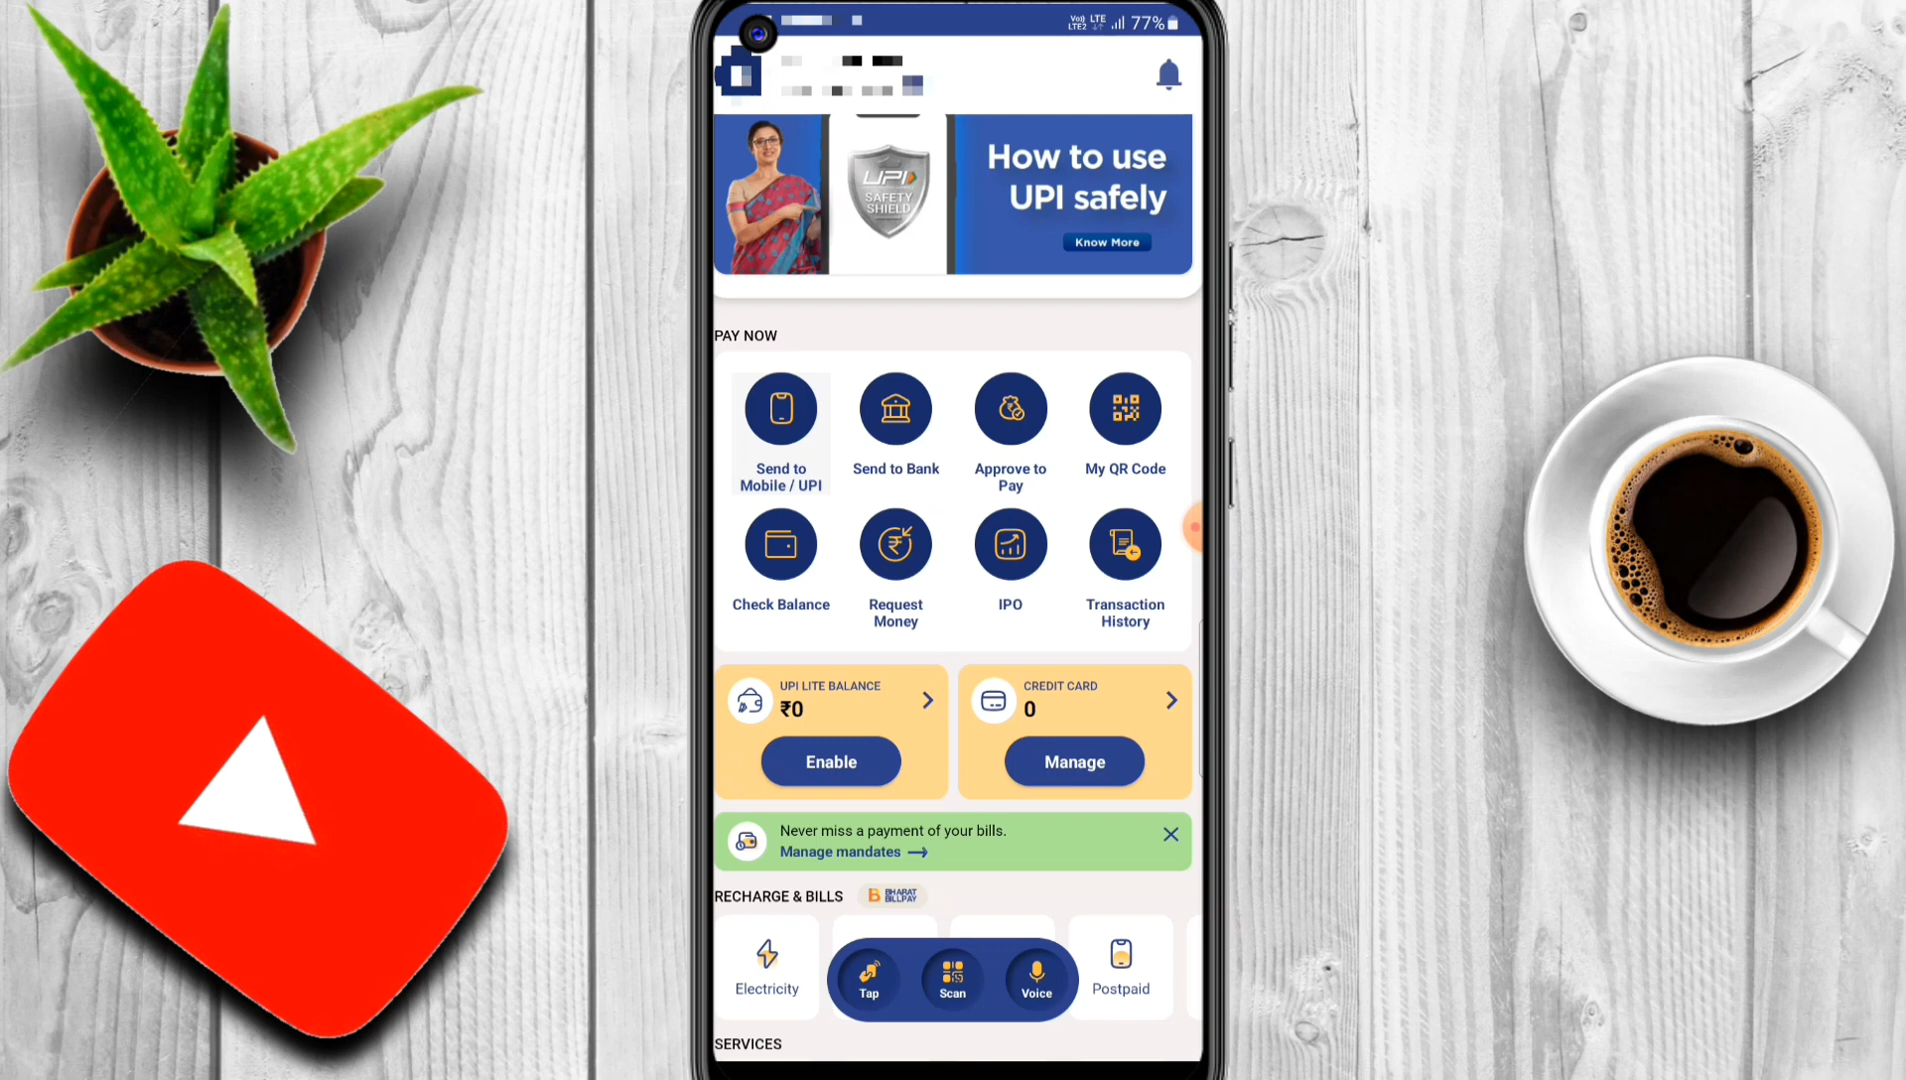 Vo)) LTE
LTE2
77%
How to use
UPI safely
UPI
SAFETY
SHIELD
Know More
PAY NOW
Send to
Mobile / UPI
Send to Bank
Approve to
Pay
My QR Code
Check Balance
Request
Money
IPO
Transaction
History
UPI LITE BALANCE
₹0
Enable
CREDIT CARD
0
Manage
Never miss a payment of your bills.
Manage mandates →
RECHARGE & BILLS
B BHARAT
BILLPAY
Electricity
Tap
Scan
Voice
Postpaid
SERVICES